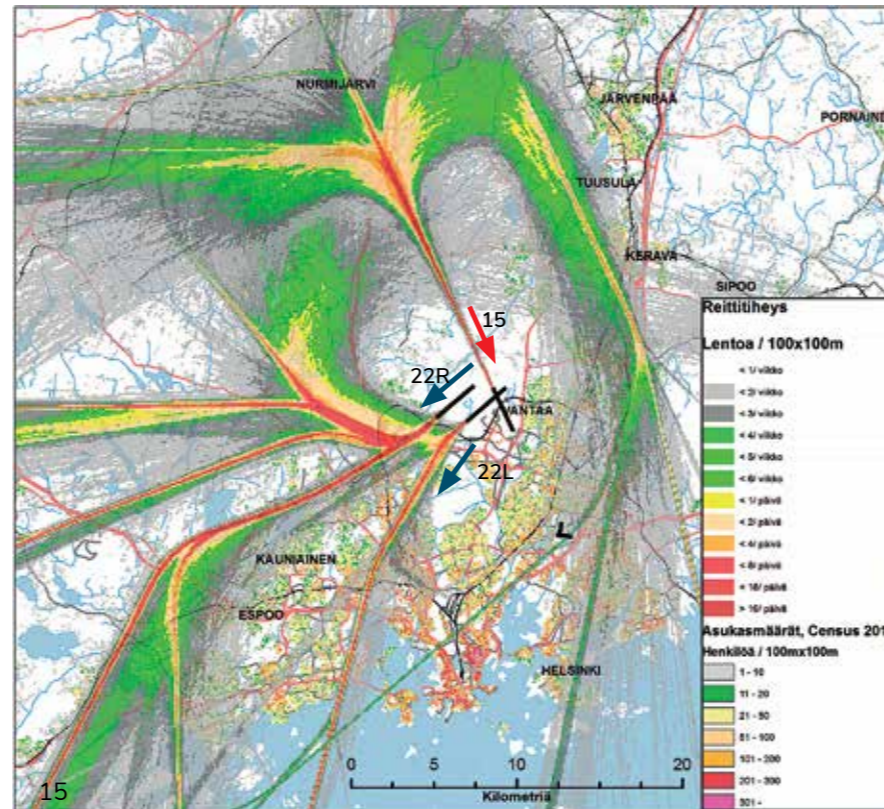 NURMIJÄRVI
JÄRVENPÄÄ
PORNAINE
TUUSULA
KERAVA
SIPOO
15
22R
VANTAA
22L
KAUNIAINEN
ESPOO
HELSINKI
15
0 5 10 15 20
Kilometriä
Reittitiheys
Lentoa / 100x100m
< 1/ viikko
< 2/ viikko
< 3/ viikko
< 4/ viikko
< 5/ viikko
< 6/ viikko
< 1/ päivä
< 2/ päivä
< 4/ päivä
< 8/ päivä
< 16/ päivä
> 16/ päivä
Asukasmäärät, Census 201
Henkilöä / 100mx100m
1 - 10
11 - 20
21 - 50
51 - 100
101 - 200
201 - 300
301 -